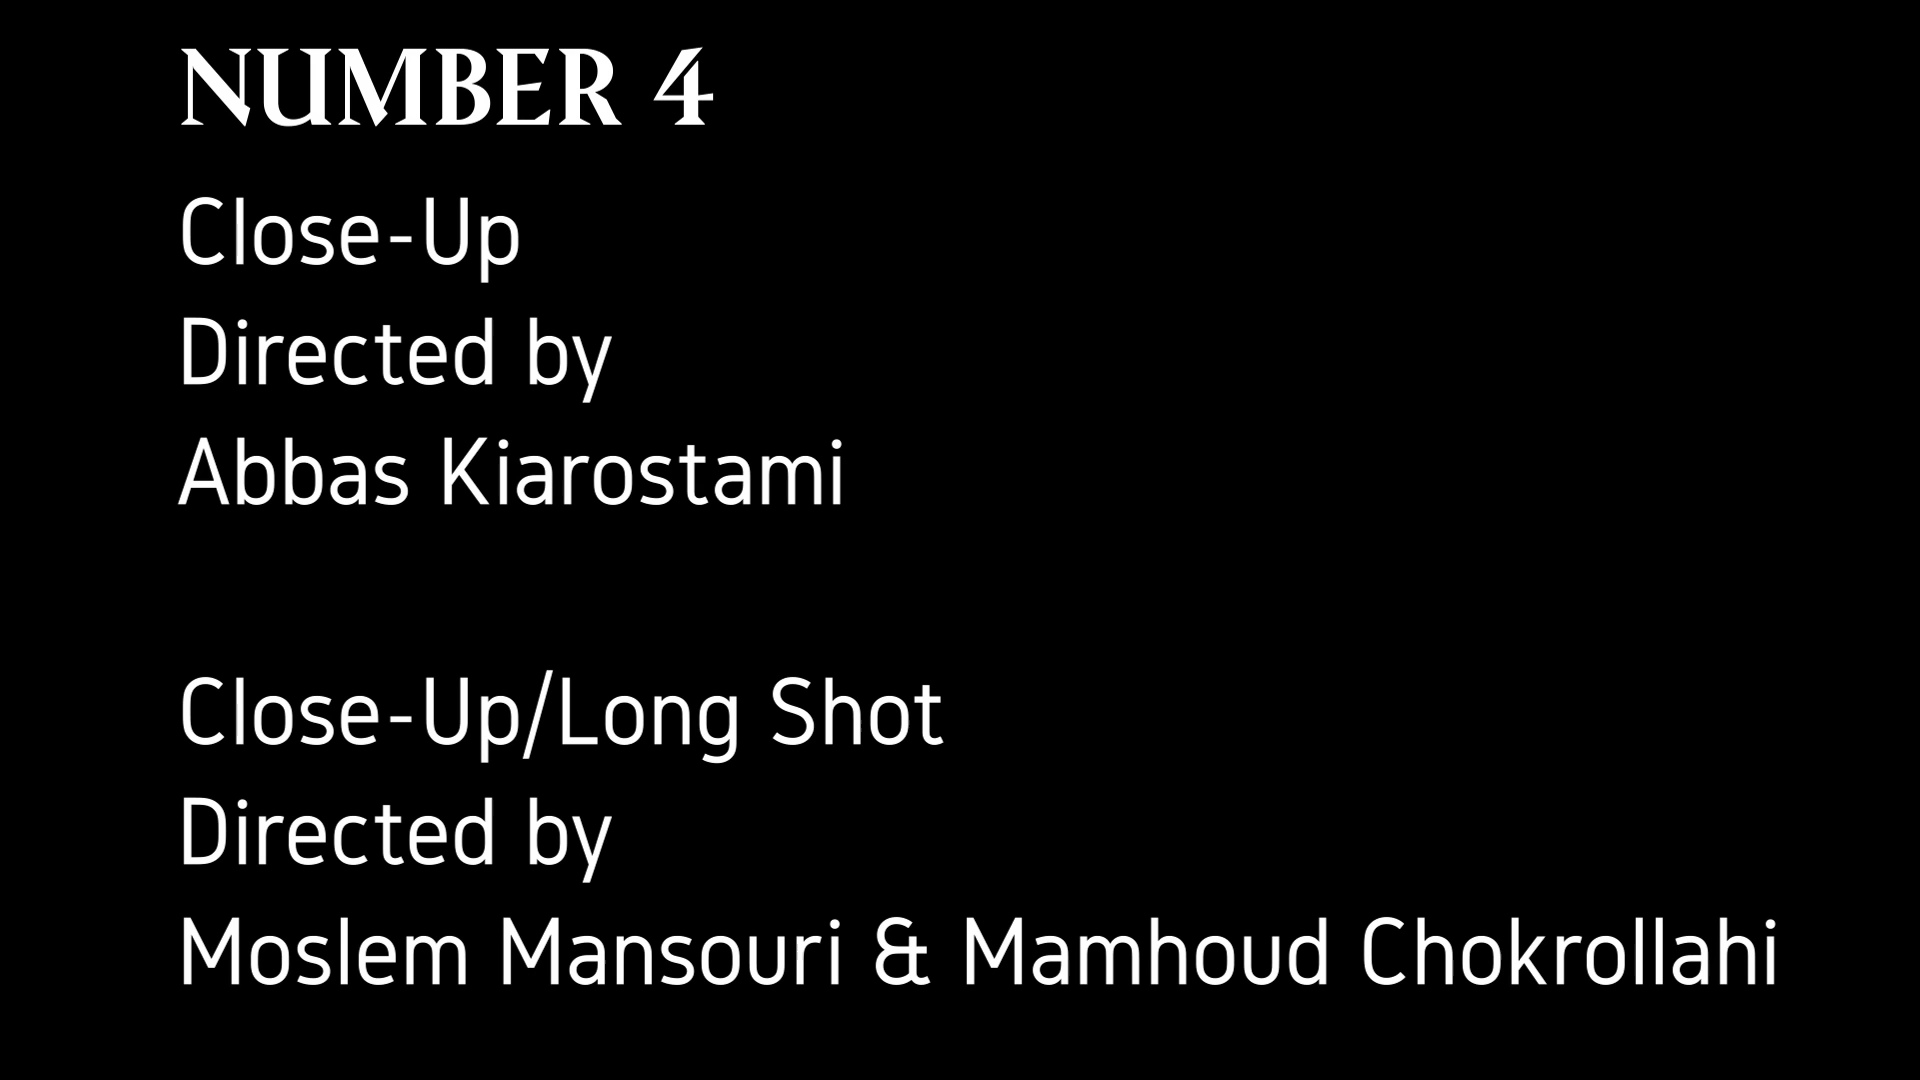 NUMBER 4
Close-Up
Directed by
Abbas Kiarostami
Close-Up/Long Shot
Directed by
Moslem Mansouri & Mamhoud Chokrollahi